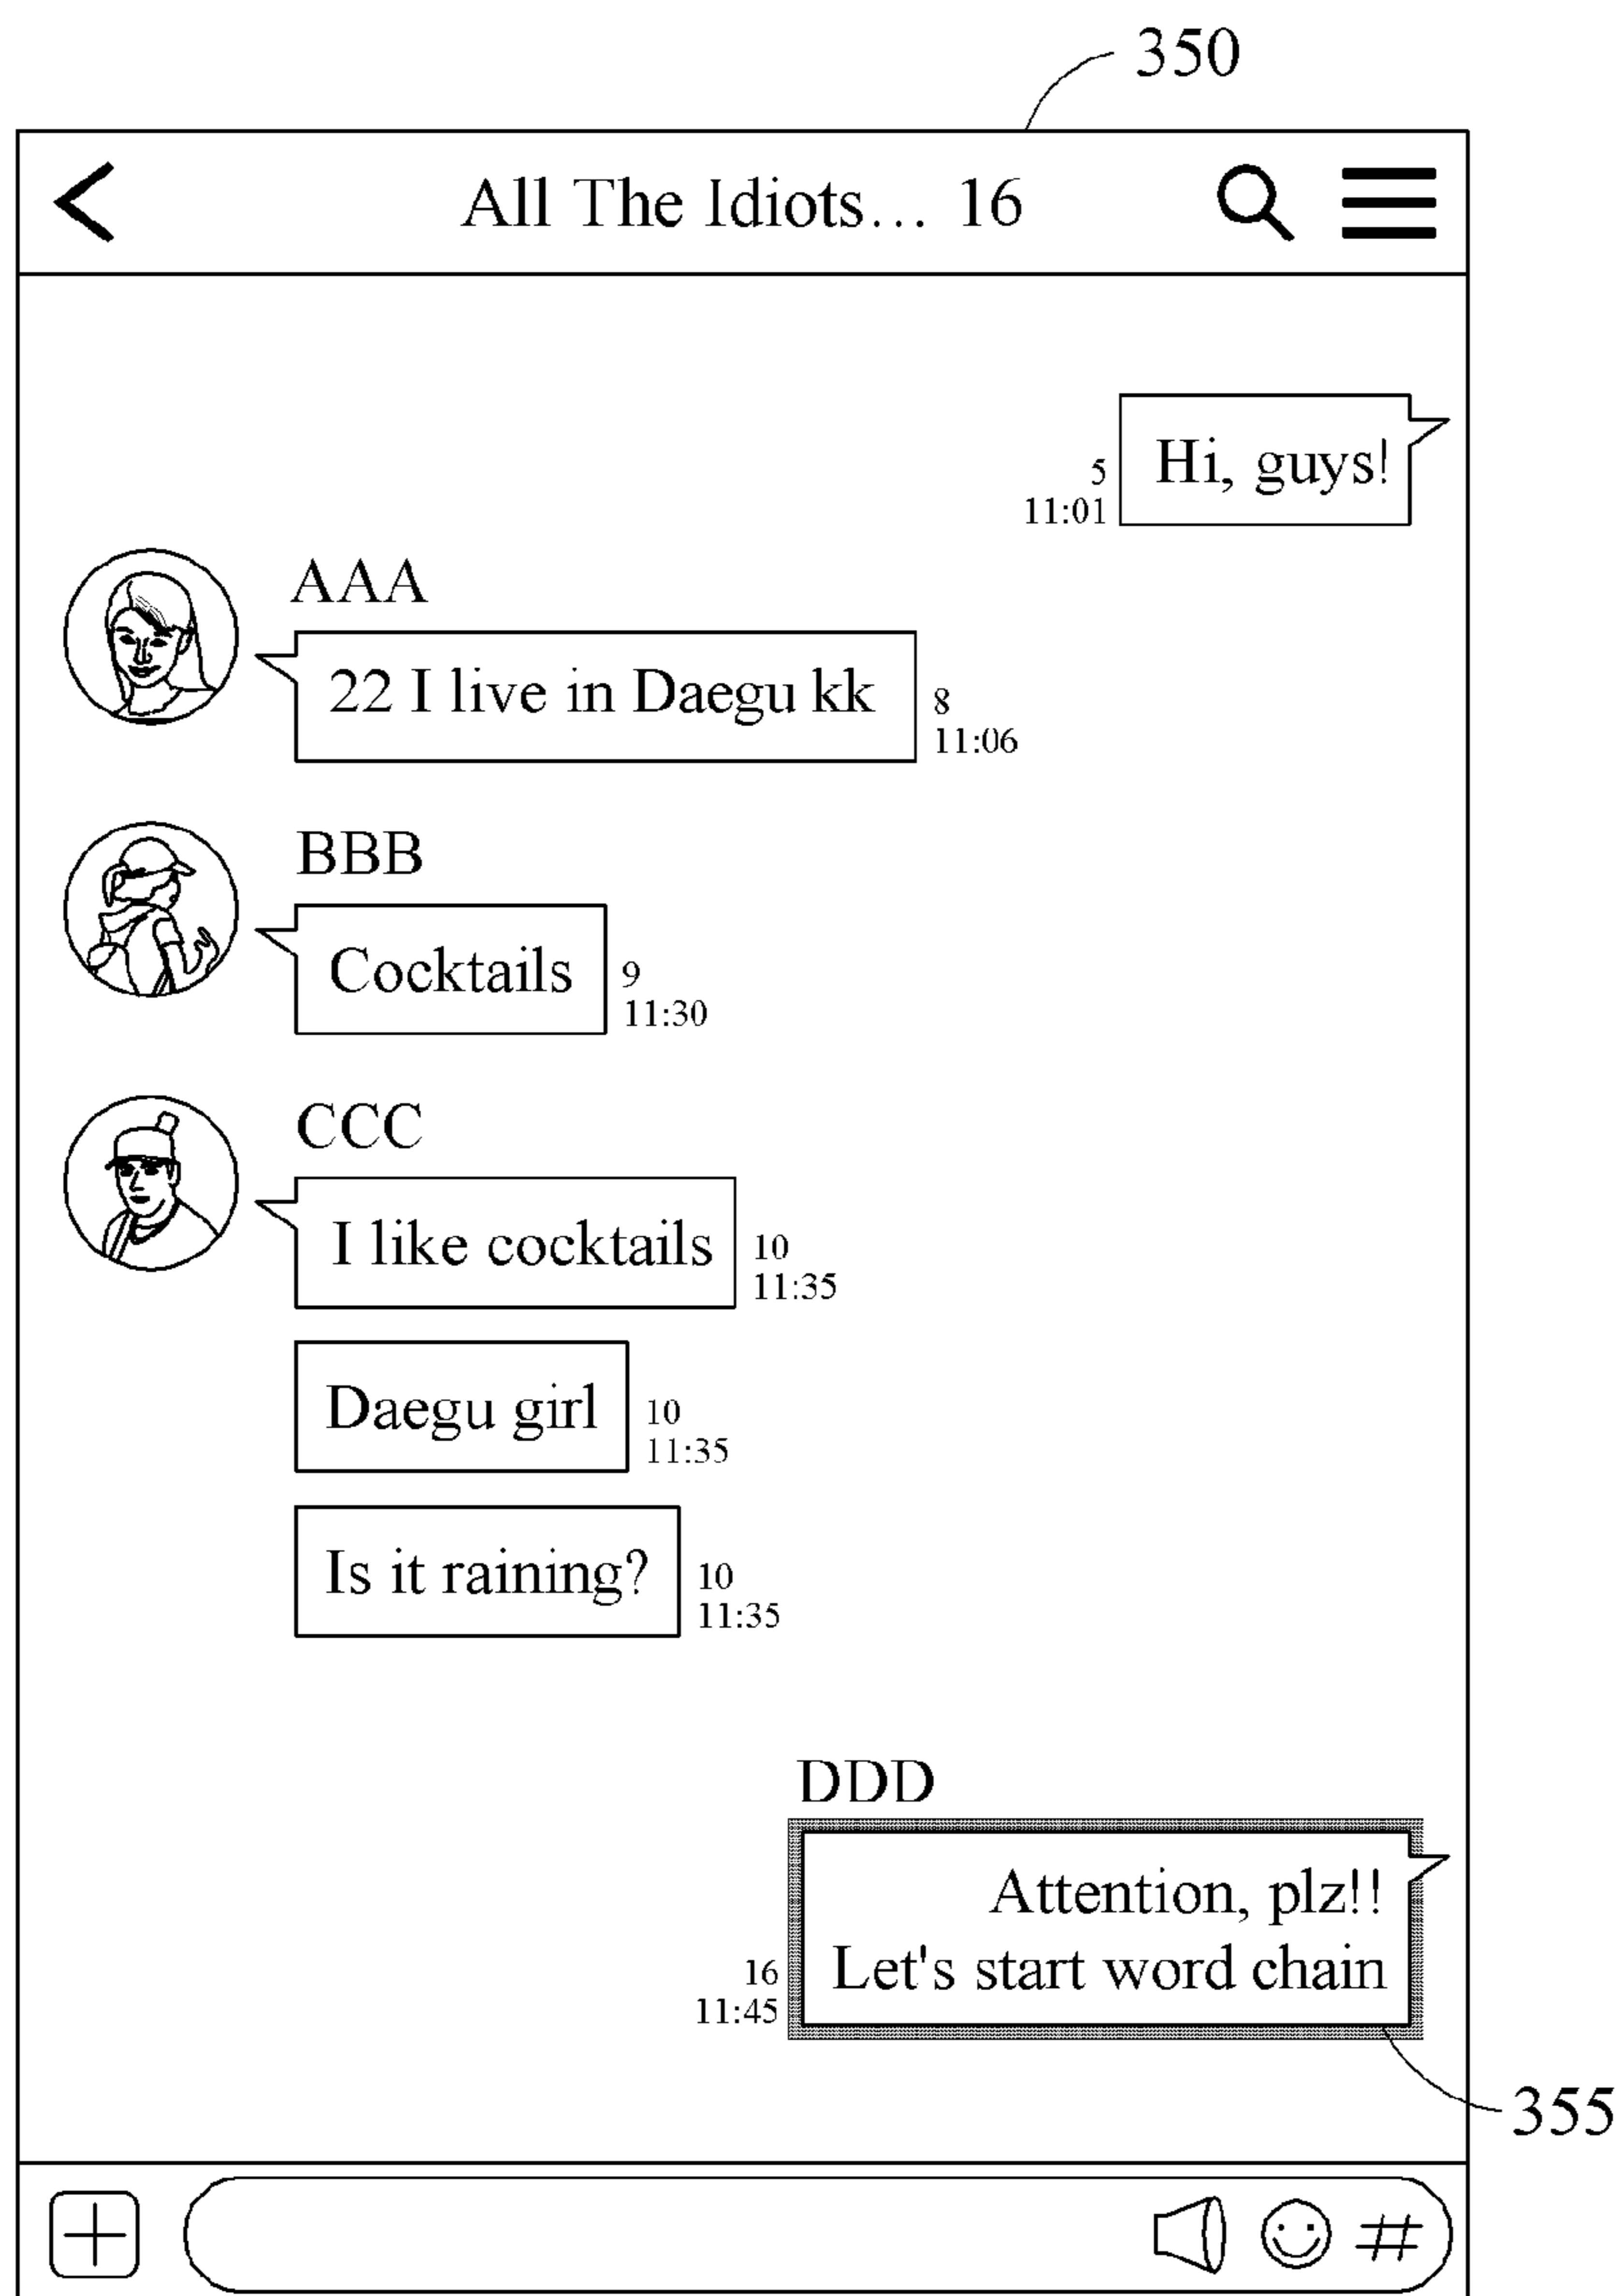 350
All The Idiots... 16
Hi, guys!
5
11:01
AAA
22 I live in Daegu kk
8
11:06
BBB
Cocktails
9
11:30
CCC
I like cocktails
10
11:35
Daegu girl
10
11:35
Is it raining?
10
11:35
DDD
Attention, plz!!
Let's start word chain
16
11:45
355
#